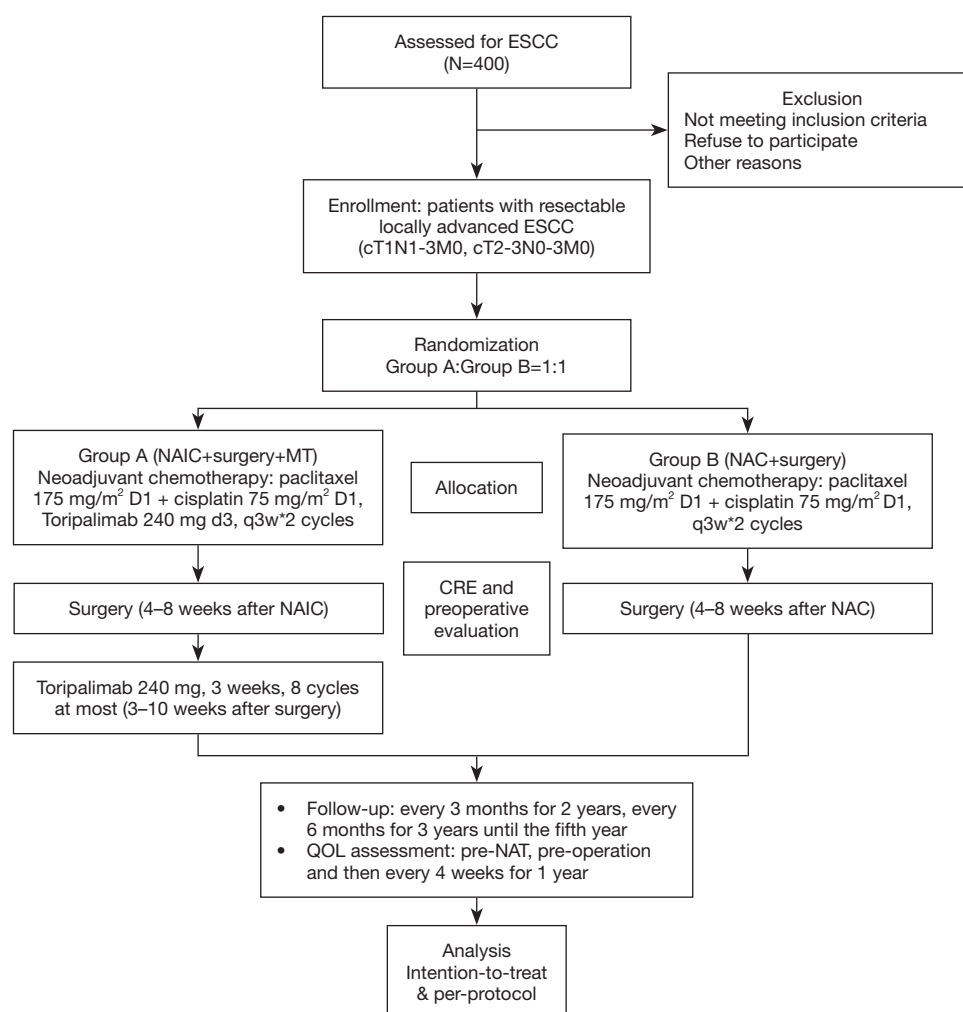 Assessed for ESCC
(N=400)
Exclusion
Not meeting inclusion criteria
Refuse to participate
Other reasons
Enrollment: patients with resectable
locally advanced ESCC
(cT1N1-3M0, cT2-3N0-3M0)
Randomization
Group A:Group B=1:1
Group A (NAIC+surgery+MT)
Neoadjuvant chemotherapy: paclitaxel
175 mg/m² D1 + cisplatin 75 mg/m² D1,
Toripalimab 240 mg d3, q3w*2 cycles
Allocation
Group B (NAC+surgery)
Neoadjuvant chemotherapy: paclitaxel
175 mg/m² D1 + cisplatin 75 mg/m² D1,
q3w*2 cycles
Surgery (4–8 weeks after NAIC)
CRE and
preoperative
evaluation
Surgery (4–8 weeks after NAC)
Toripalimab 240 mg, 3 weeks, 8 cycles
at most (3–10 weeks after surgery)
• Follow-up: every 3 months for 2 years, every
6 months for 3 years until the fifth year
• QOL assessment: pre-NAT, pre-operation
and then every 4 weeks for 1 year
Analysis
Intention-to-treat
& per-protocol